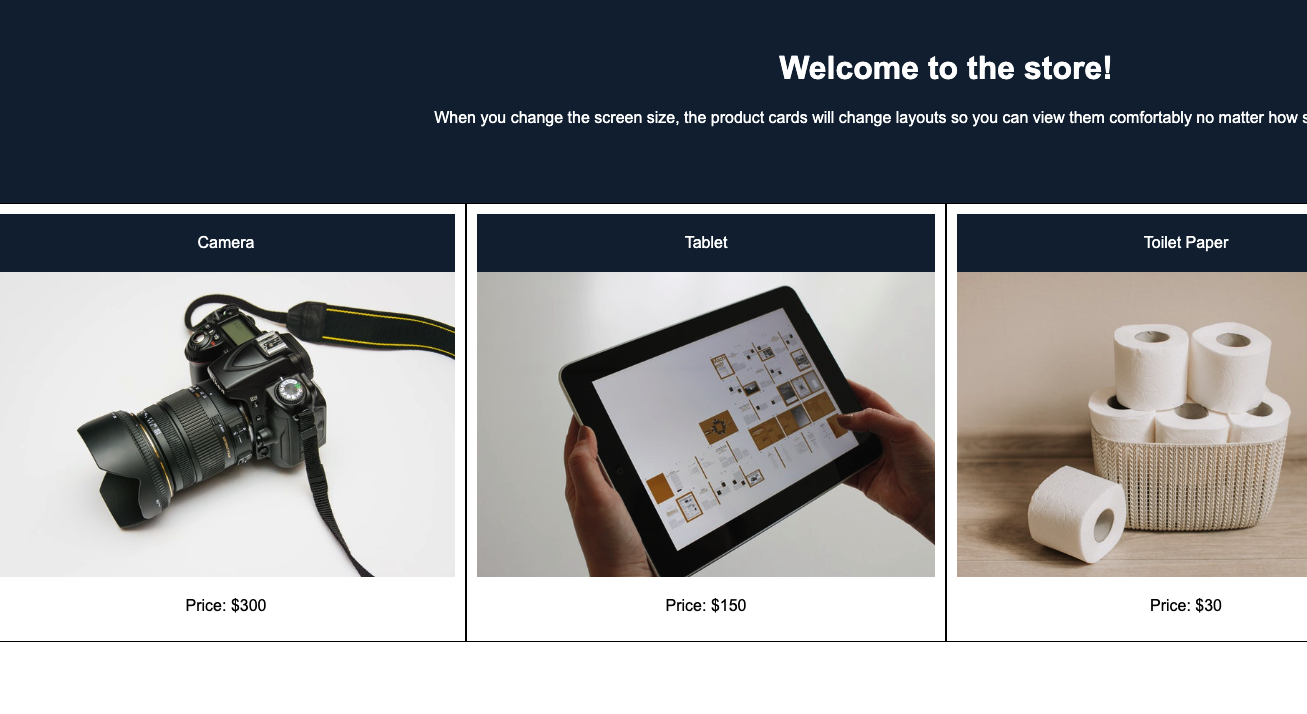 Welcome to the store!
When you change the screen size, the product cards will change layouts so you can view them comfortably no matter how
Camera
Tablet
Toilet Paper
Price: $300
Price: $150
Price: $30